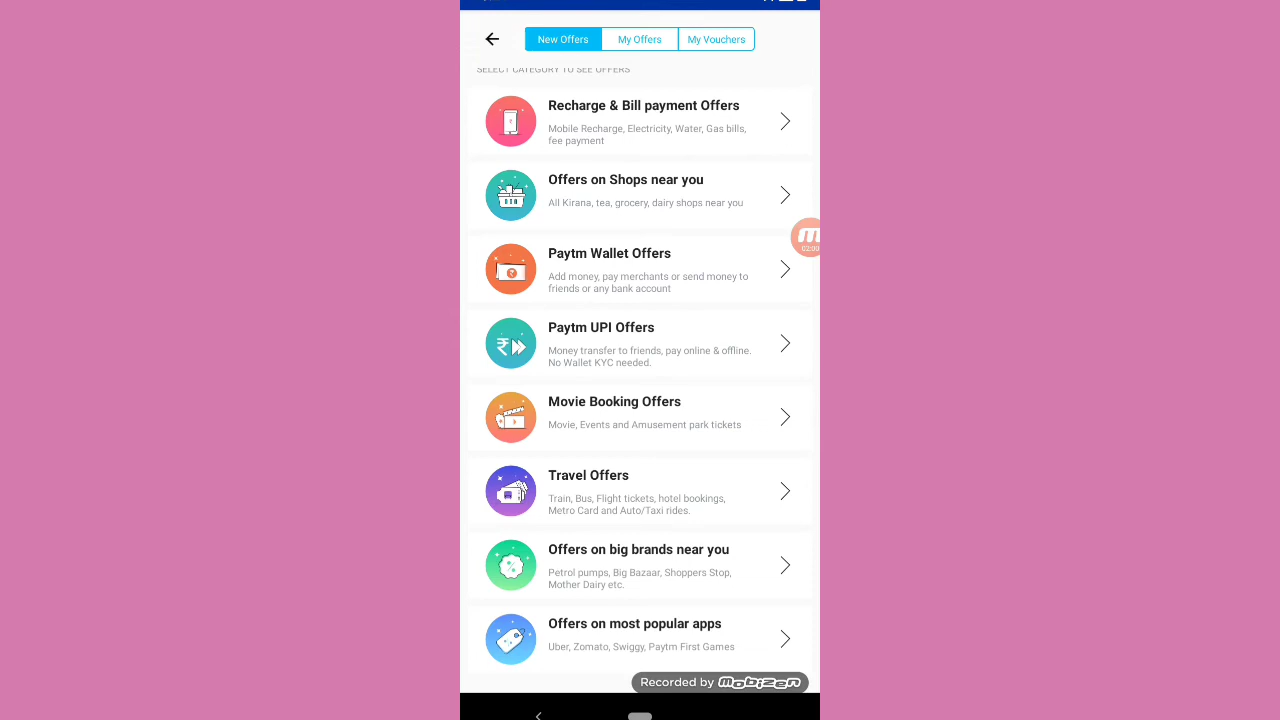 New Offers
My Offers
My Vouchers
SELECT CATEGORY TO SEE OFFERS
Recharge & Bill payment Offers
Mobile Recharge, Electricity, Water, Gas bills,
fee payment
Offers on Shops near you
All Kirana, tea, grocery, dairy shops near you
02:00
Paytm Wallet Offers
Add money, pay merchants or send money to
friends or any bank account
Paytm UPI Offers
Money transfer to friends, pay online & offline.
No Wallet KYC needed.
Movie Booking Offers
Movie, Events and Amusement park tickets
Travel Offers
Train, Bus, Flight tickets, hotel bookings,
Metro Card and Auto/Taxi rides.
Offers on big brands near you
Petrol pumps, Big Bazaar, Shoppers Stop,
Mother Dairy etc.
Offers on most popular apps
Uber, Zomato, Swiggy, Paytm First Games
Recorded by mobizen